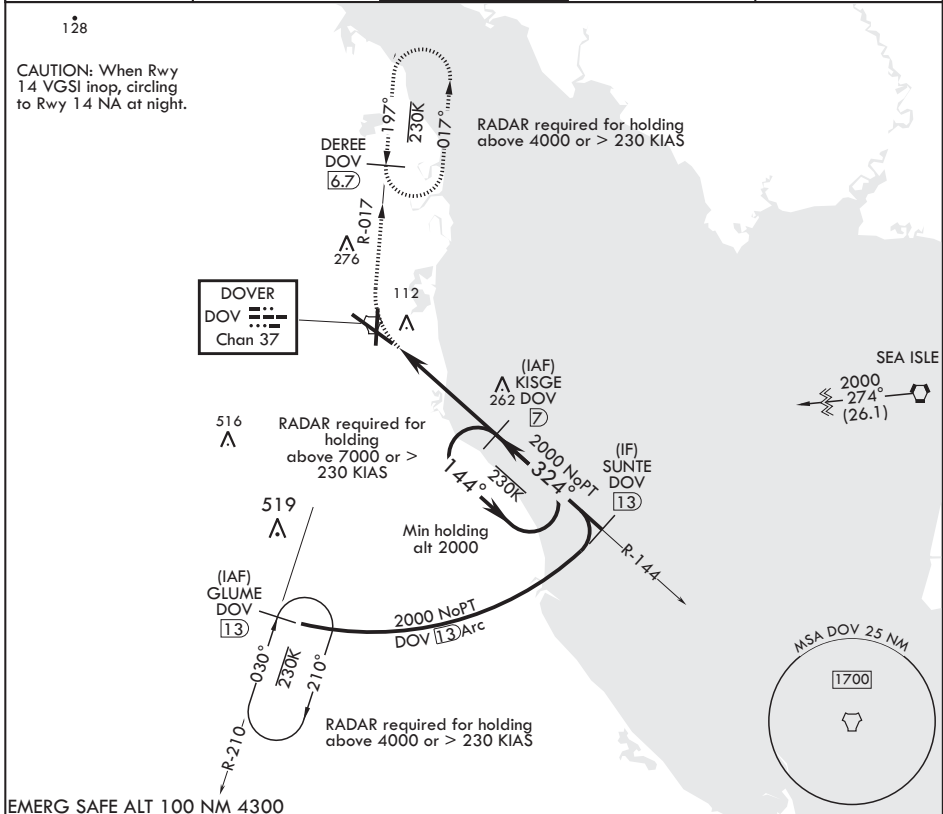 128
CAUTION: When Rwy
14 VGSI inop, circling
to Rwy 14 NA at night.
197°
230K
017°
RADAR required for holding
above 4000 or > 230 KIAS
DEREE
DOV
6.7
R-017
276
DOVER
DOV
Chan 37
112
(IAF)
KISGE
DOV
7
262
SEA ISLE
2000
274°
(26.1)
516
RADAR required for
holding
above 7000 or >
230 KIAS
2000 NoPT
324°
(IF)
SUNTE
DOV
13
144°
230K
Min holding
alt 2000
519
R-144
(IAF)
GLUME
DOV
13
2000 NoPT
DOV 13 Arc
030°
230K
210°
MSA DOV 25 NM
1700
RADAR required for holding
above 4000 or > 230 KIAS
R-210
EMERG SAFE ALT 100 NM 4300